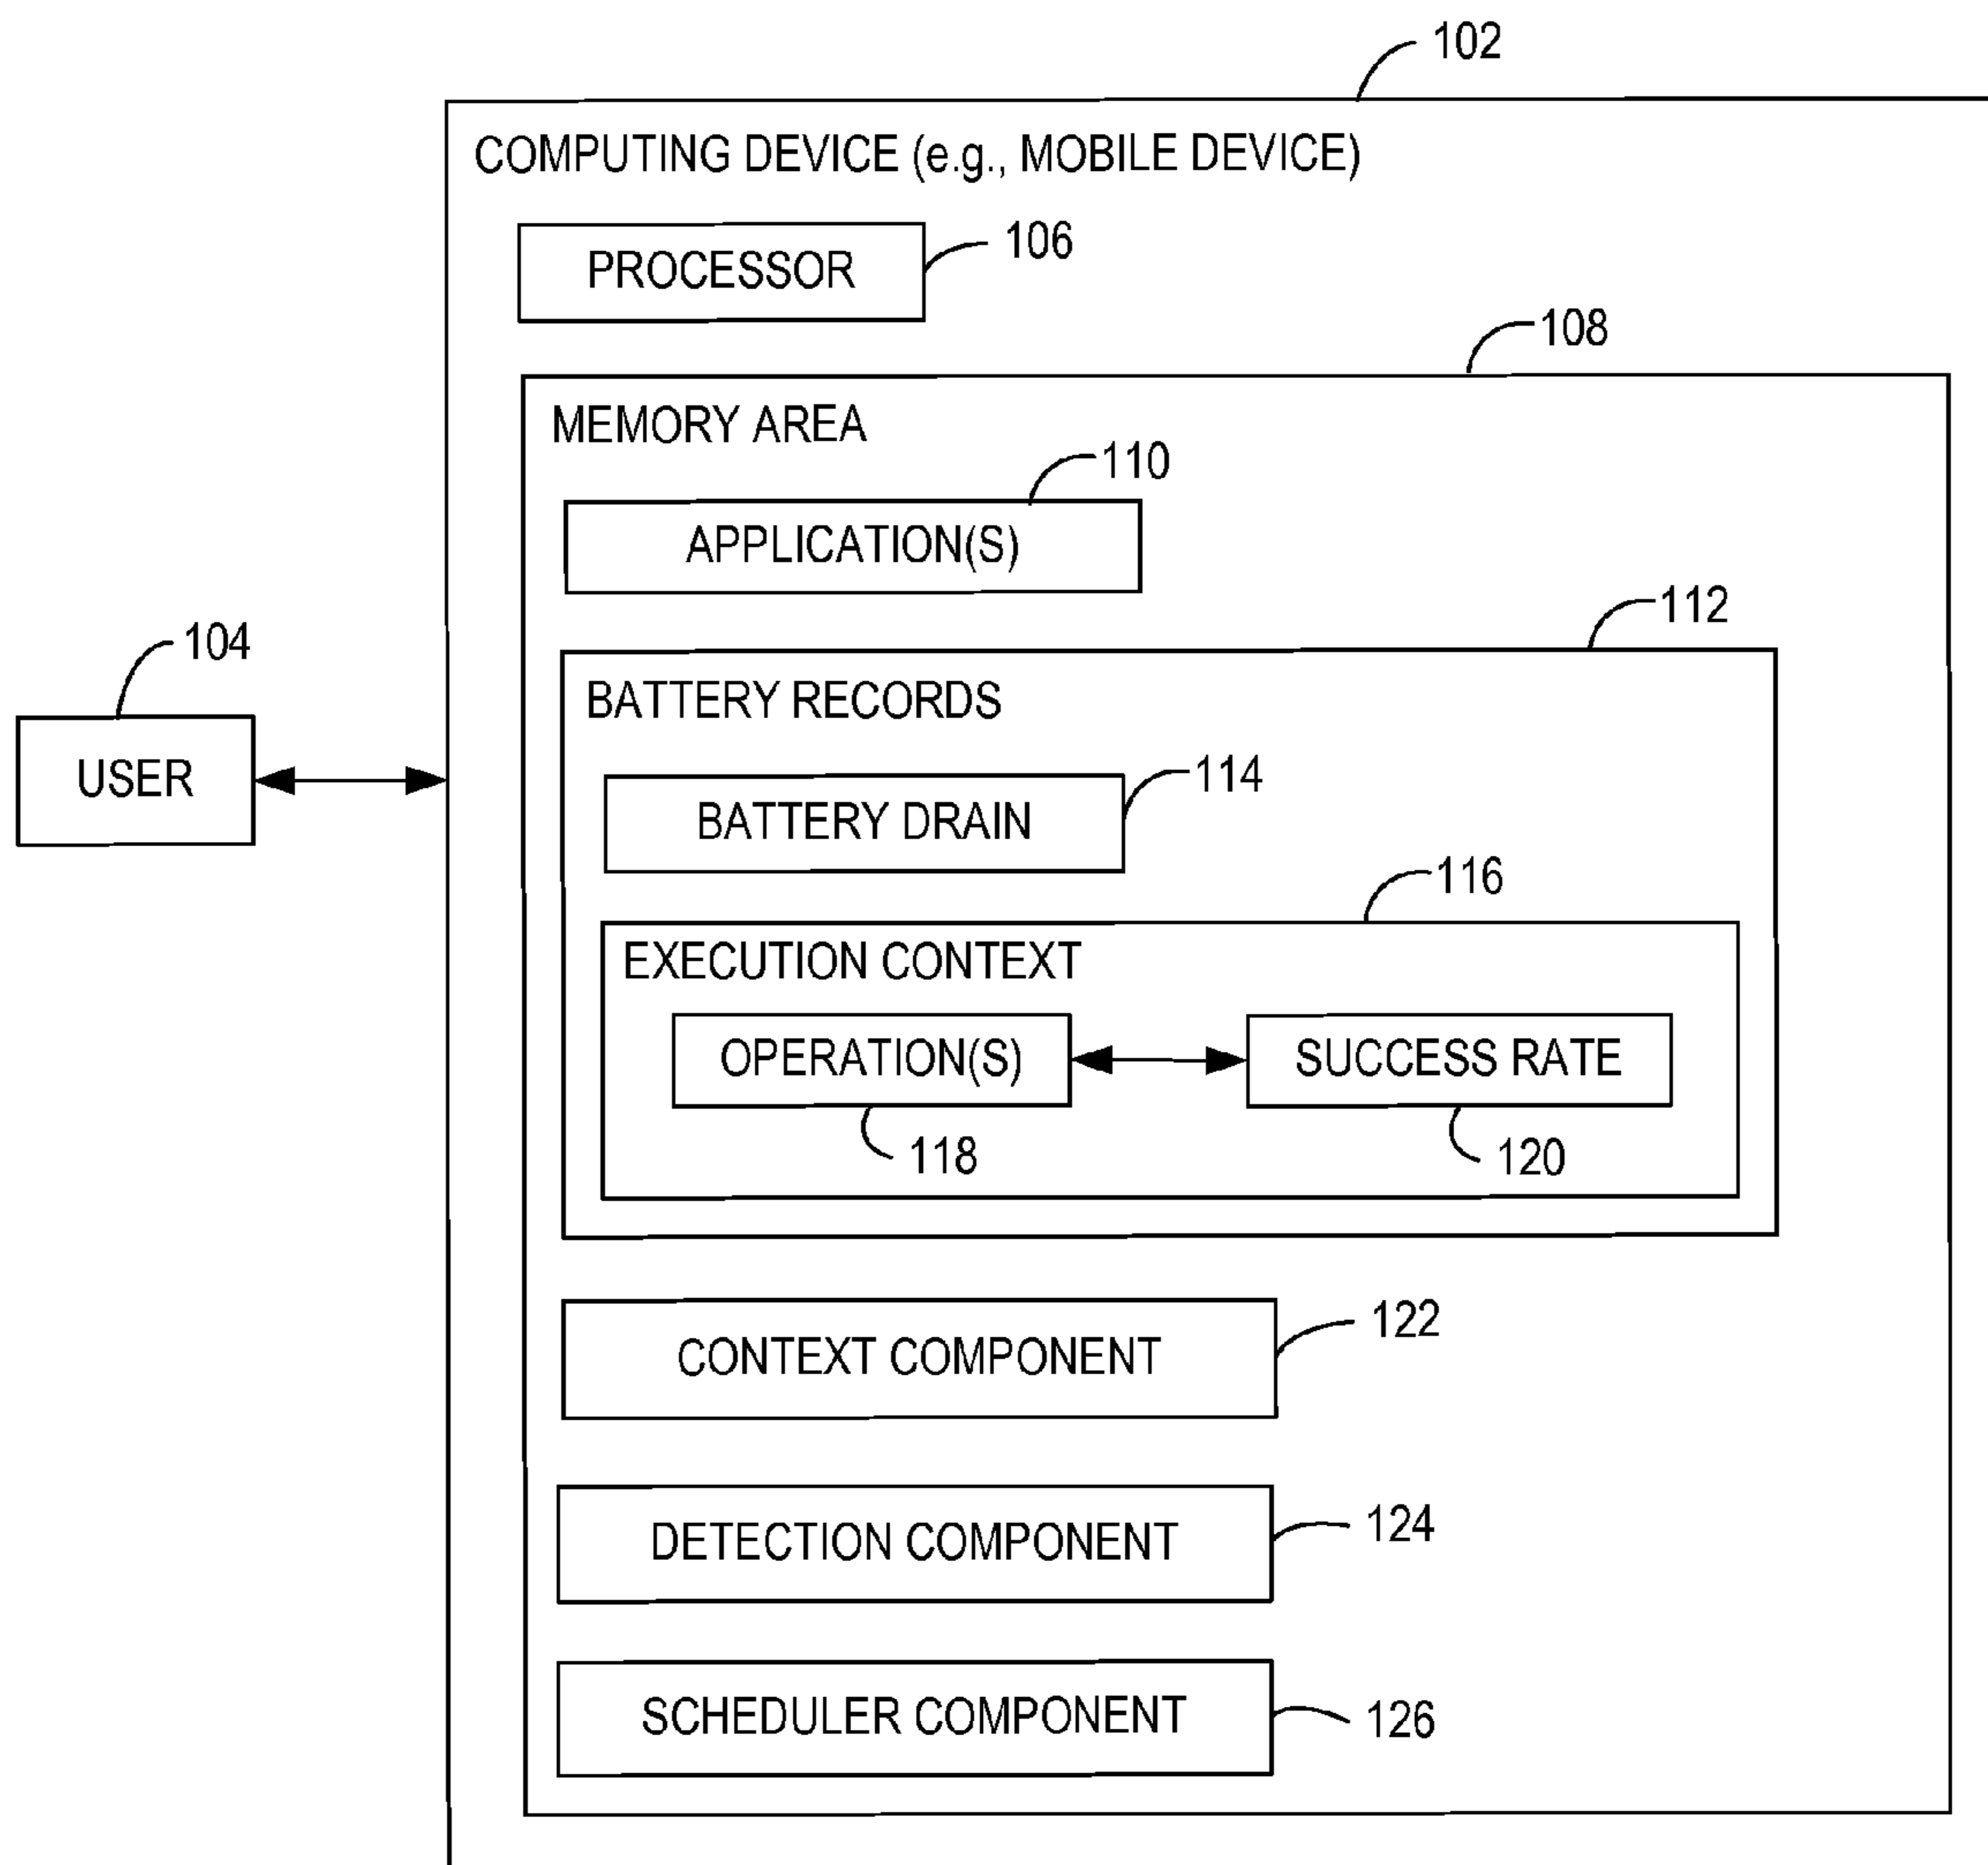 102
COMPUTING DEVICE (e.g., MOBILE DEVICE)
PROCESSOR
106
108
MEMORY AREA
110
APPLICATION(S)
112
104
BATTERY RECORDS
USER
114
BATTERY DRAIN
116
EXECUTION CONTEXT
OPERATION(S)
SUCCESS RATE
118
120
122
CONTEXT COMPONENT
124
DETECTION COMPONENT
SCHEDULER COMPONENT
126